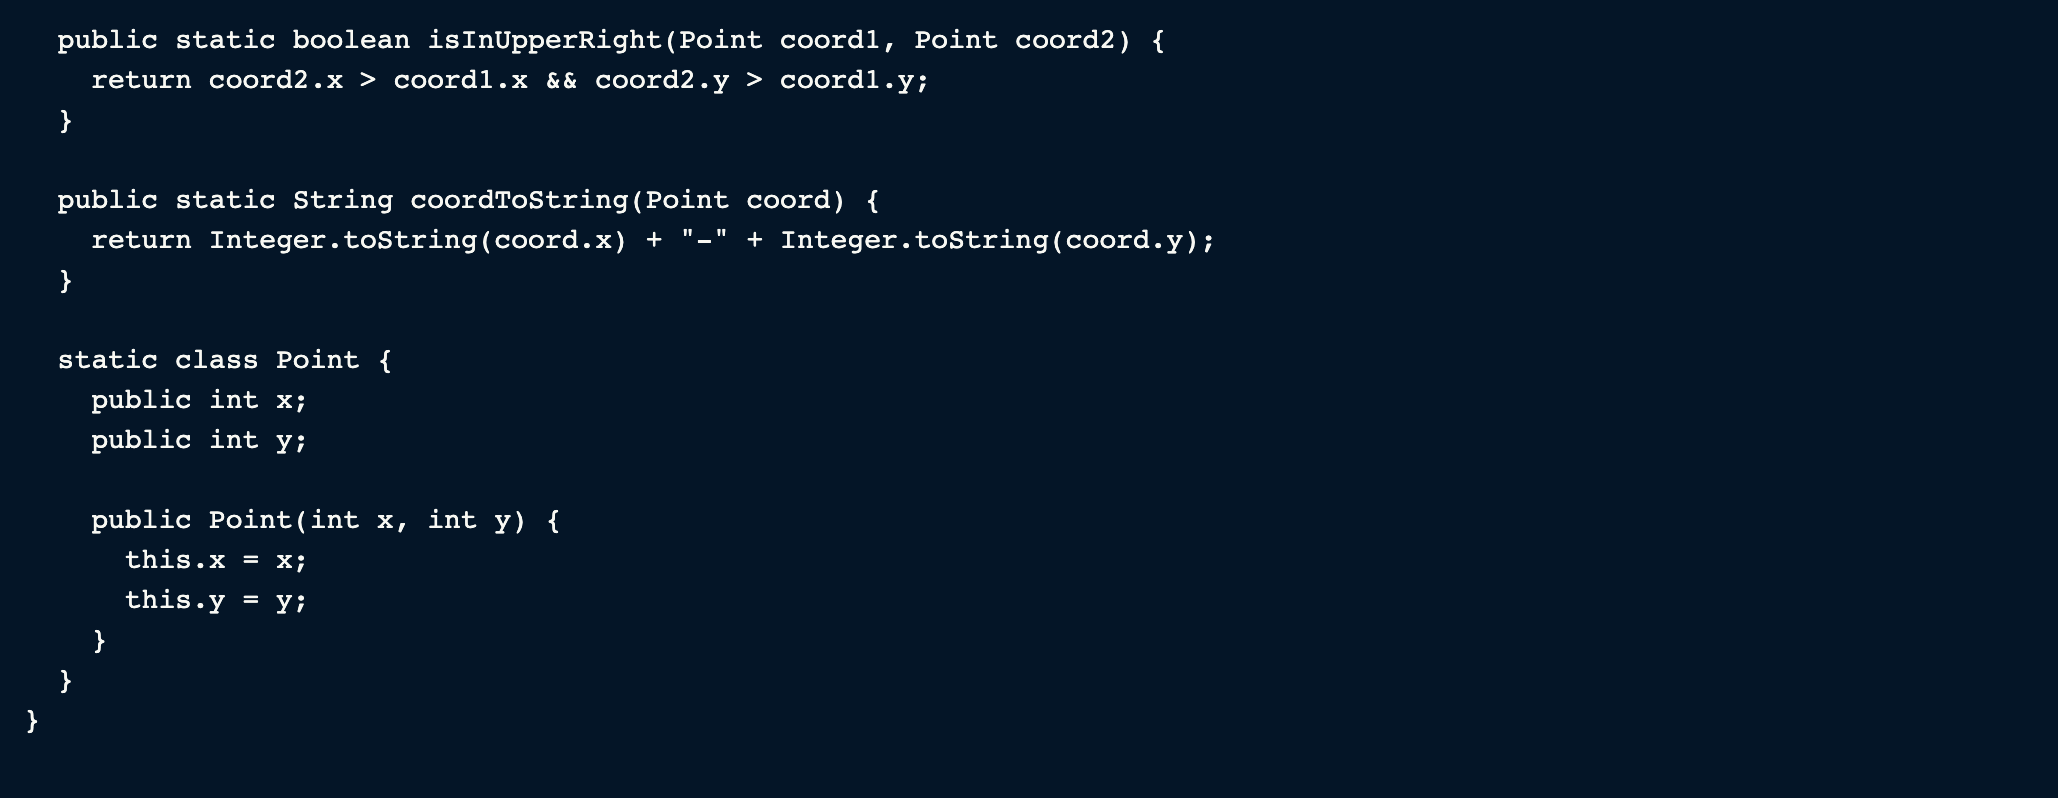 public static boolean isInUpperRight(Point coord1, Point coord2) {
return coord2.x > coord1.x && coord2.y > coord1.y;
}
public static String coordToString(Point coord) {
return Integer.toString(coord.x) + "-" + Integer.toString(coord.y);
}
static class Point {
public int x;
public int y;
public Point(int x, int y) {
this.x = x;
this.y = y;
}
}
}